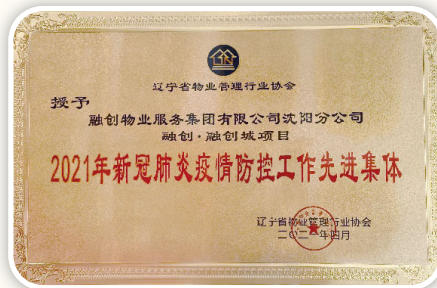 辽宁省物业管理行业协会
授予
融创物业服务集团有限公司沈阳分公司
融创·融创城项目
2021年新冠肺炎疫情防控工作先进集体
辽宁省物业管理行业协会
二〇二一年四月